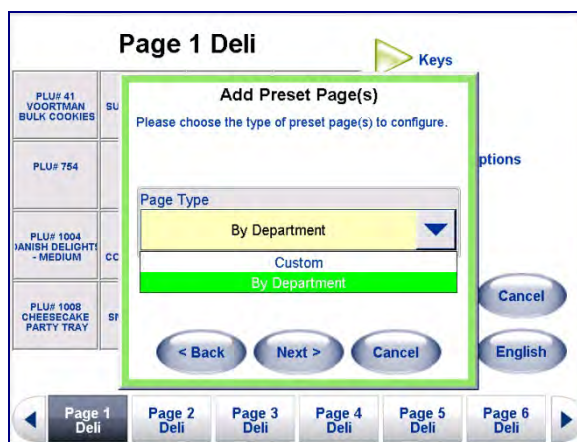 Page 1 Deli
Keys
PLU# 41
VOORTMAN
BULK COOKIES
SU
Add Preset Page(s)
Please choose the type of preset page(s) to configure.
PLU# 754
ptions
Page Type
By Department
Custom
By Department
PLU# 1004
DANISH DELIGHTS
- MEDIUM
CO
PLU# 1008
CHEESECAKE
PARTY TRAY
Cancel
< Back
Next >
Cancel
English
Page 1
Deli
Page 2
Deli
Page 3
Deli
Page 4
Deli
Page 5
Deli
Page 6
Deli